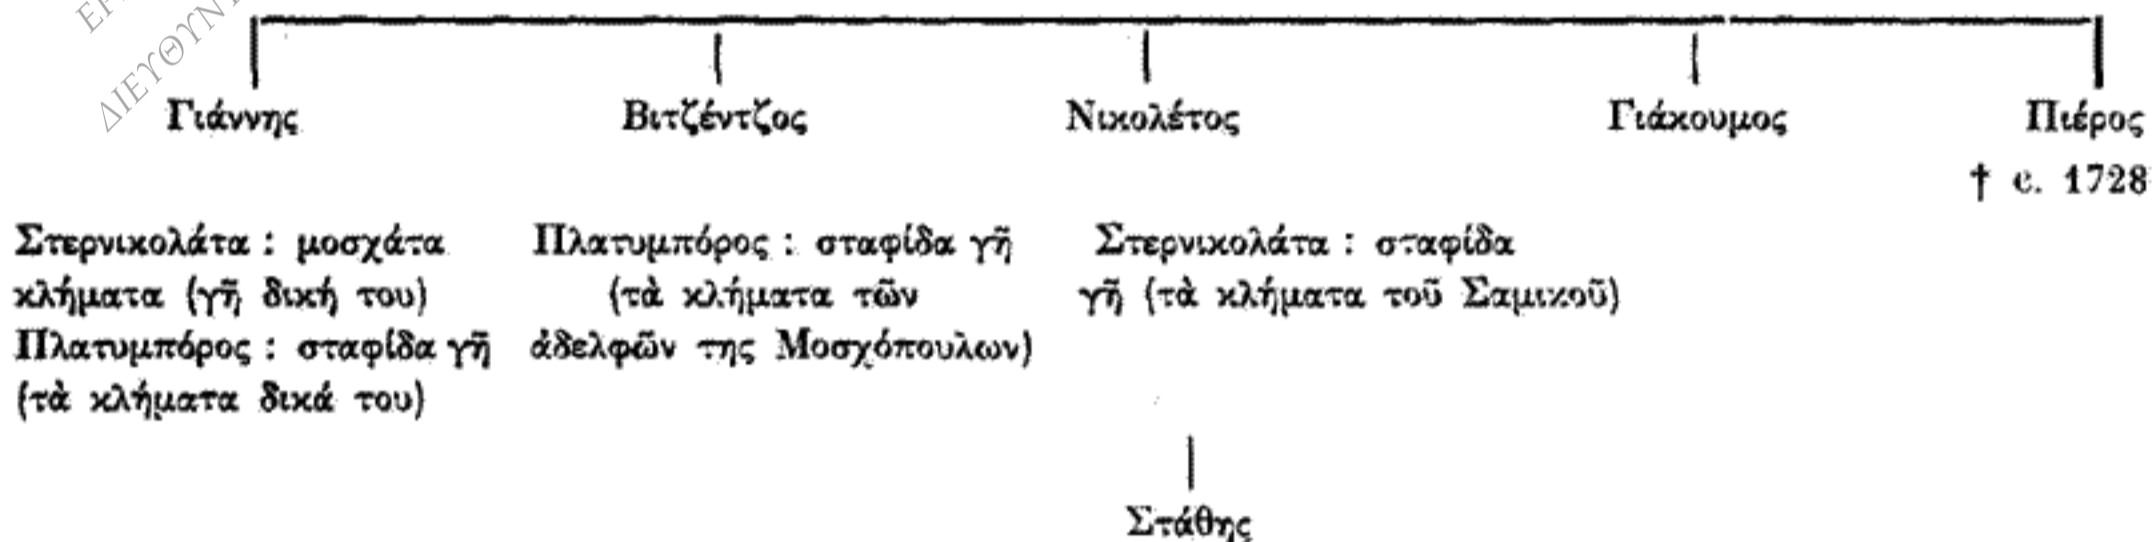 Γιάννης Βιτζέντζος Νικολέτος Γιάκουμος Πιέρος
† c. 1728
Στερνικολάτα : μοσχάτα
κλήματα (γῆ δική του)
Πλατυμπόρος : σταφίδα γῆ
(τὰ κλήματα δικά του)
Πλατυμπόρος : σταφίδα γῆ
(τὰ κλήματα τῶν
ἀδελφῶν της Μοσχόπουλων)
Στερνικολάτα : σταφίδα
γῆ (τὰ κλήματα τοῦ Σαμικοῦ)
Στάθης